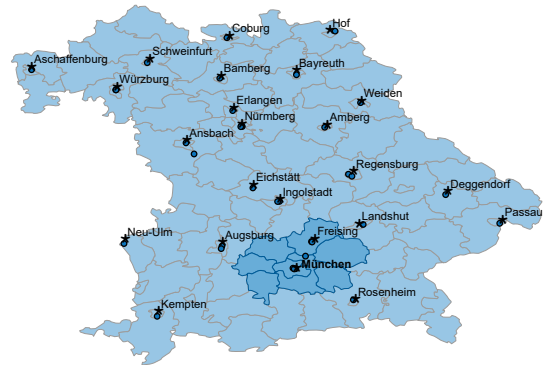 Coburg
Hof
Schweinfurt
Aschaffenburg
Bamberg
Bayreuth
Würzburg
Weiden
Erlangen
Nürmberg
Amberg
Ansbach
Regensburg
Eichstätt
Deggendorf
Ingolstadt
Passau
Landshut
Neu-Ulm
Augsburg
Freising
München
Rosenheim
Kempten